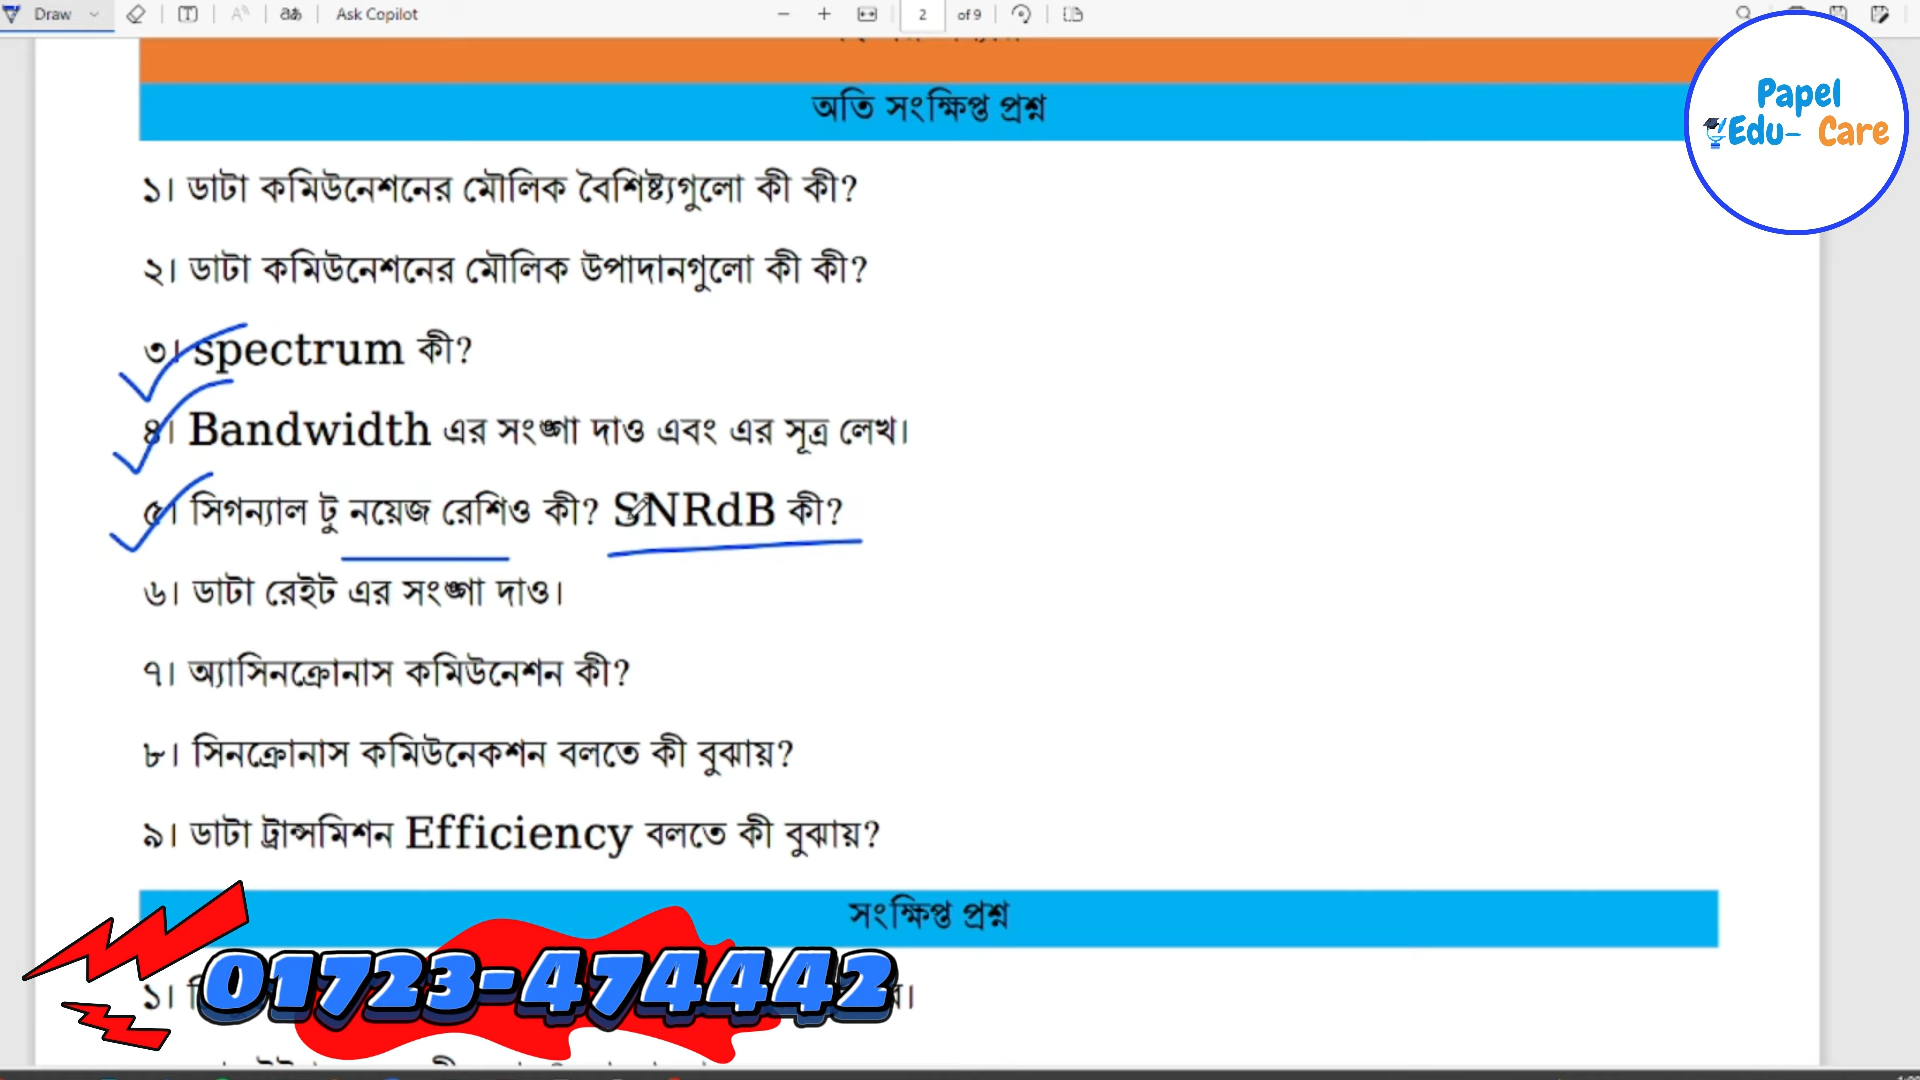 Draw
Ask Copilot
2 of 9
Papel
Edu- Care
অতি সংক্ষিপ্ত প্রশ্ন
১। ডাটা কমিউনেশনের মৌলিক বৈশিষ্ট্যগুলো কী কী?
২। ডাটা কমিউনেশনের মৌলিক উপাদানগুলো কী কী?
৩। spectrum কী?
৪। Bandwidth এর সংঙ্গা দাও এবং এর সূত্র লেখ।
৫। সিগন্যাল টু নয়েজ রেশিও কী? SNRdB কী?
৬। ডাটা রেইট এর সংঙ্গা দাও।
৭। অ্যাসিনক্রোনাস কমিউনেশন কী?
৮। সিনক্রোনাস কমিউনেকশন বলতে কী বুঝায়?
৯। ডাটা ট্রান্সমিশন Efficiency বলতে কী বুঝায়?
সংক্ষিপ্ত প্রশ্ন
১।
01723-474442